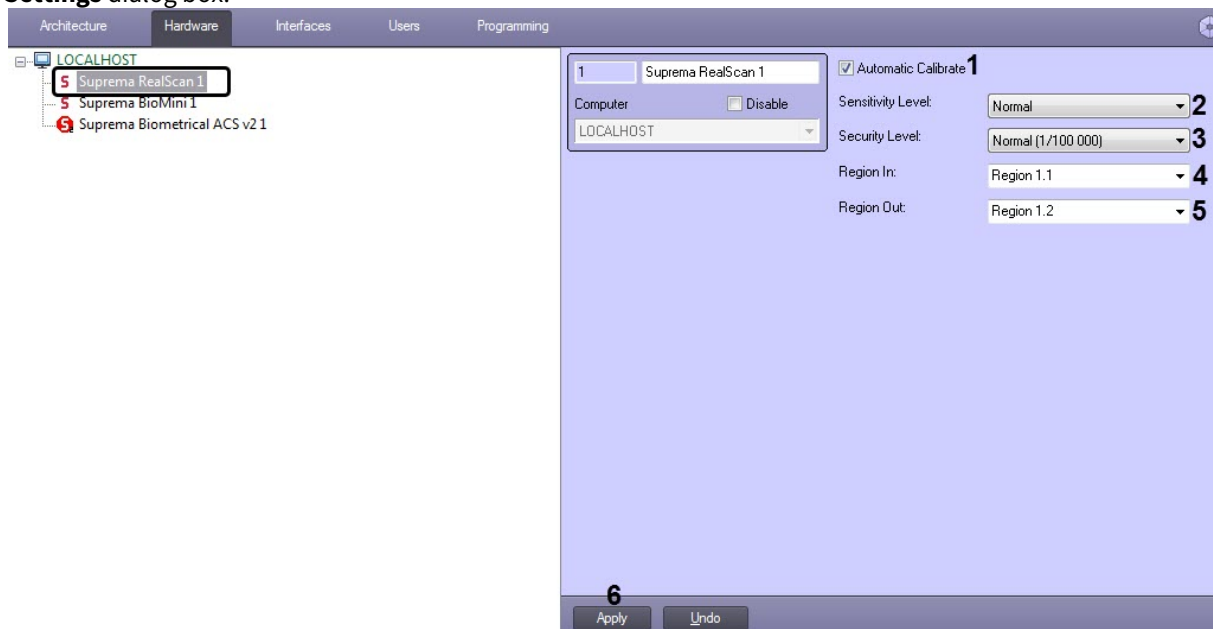 Settings dialog box.
Architecture Hardware Interfaces Users Programming
LOCALHOST
Suprema RealScan 1
Suprema BioMini 1
Suprema Biometrical ACS v2 1
1 Suprema RealScan 1
Computer Disable
LOCALHOST
Automatic Calibrate 1
Sensitivity Level: Normal 2
Security Level: Normal (1/100 000) 3
Region In: Region 1.1 4
Region Out: Region 1.2 5
6
Apply Undo